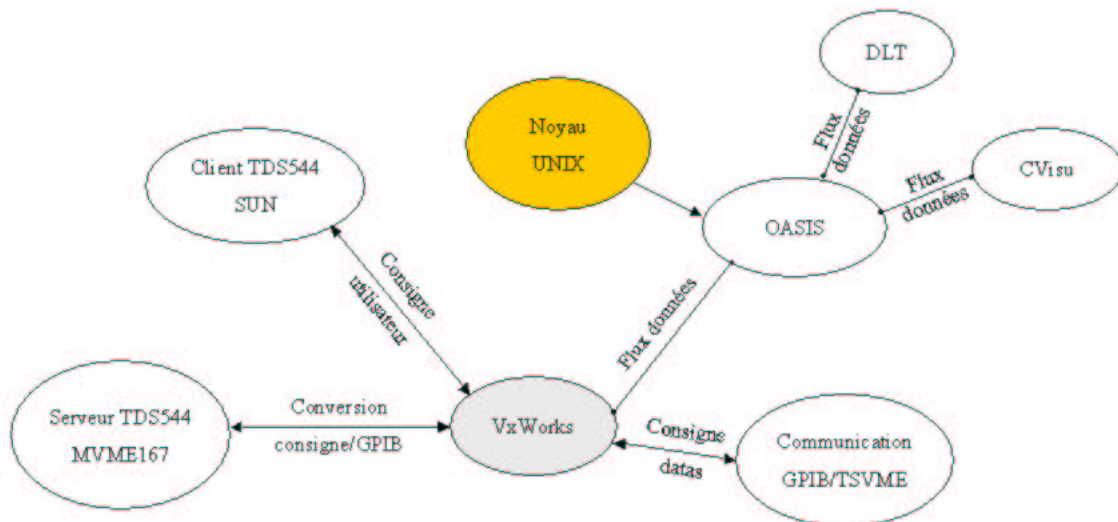 DLT
Noyau
UNIX
Flux
données
Client TDS544
SUN
CVisu
Flux
données
OASIS
Consigne
utilisateur
Flux données
Serveur TDS544
MVME167
Conversion
consigne/GPIB
VxWorks
Consigne
datas
Communication
GPIB/TSVME